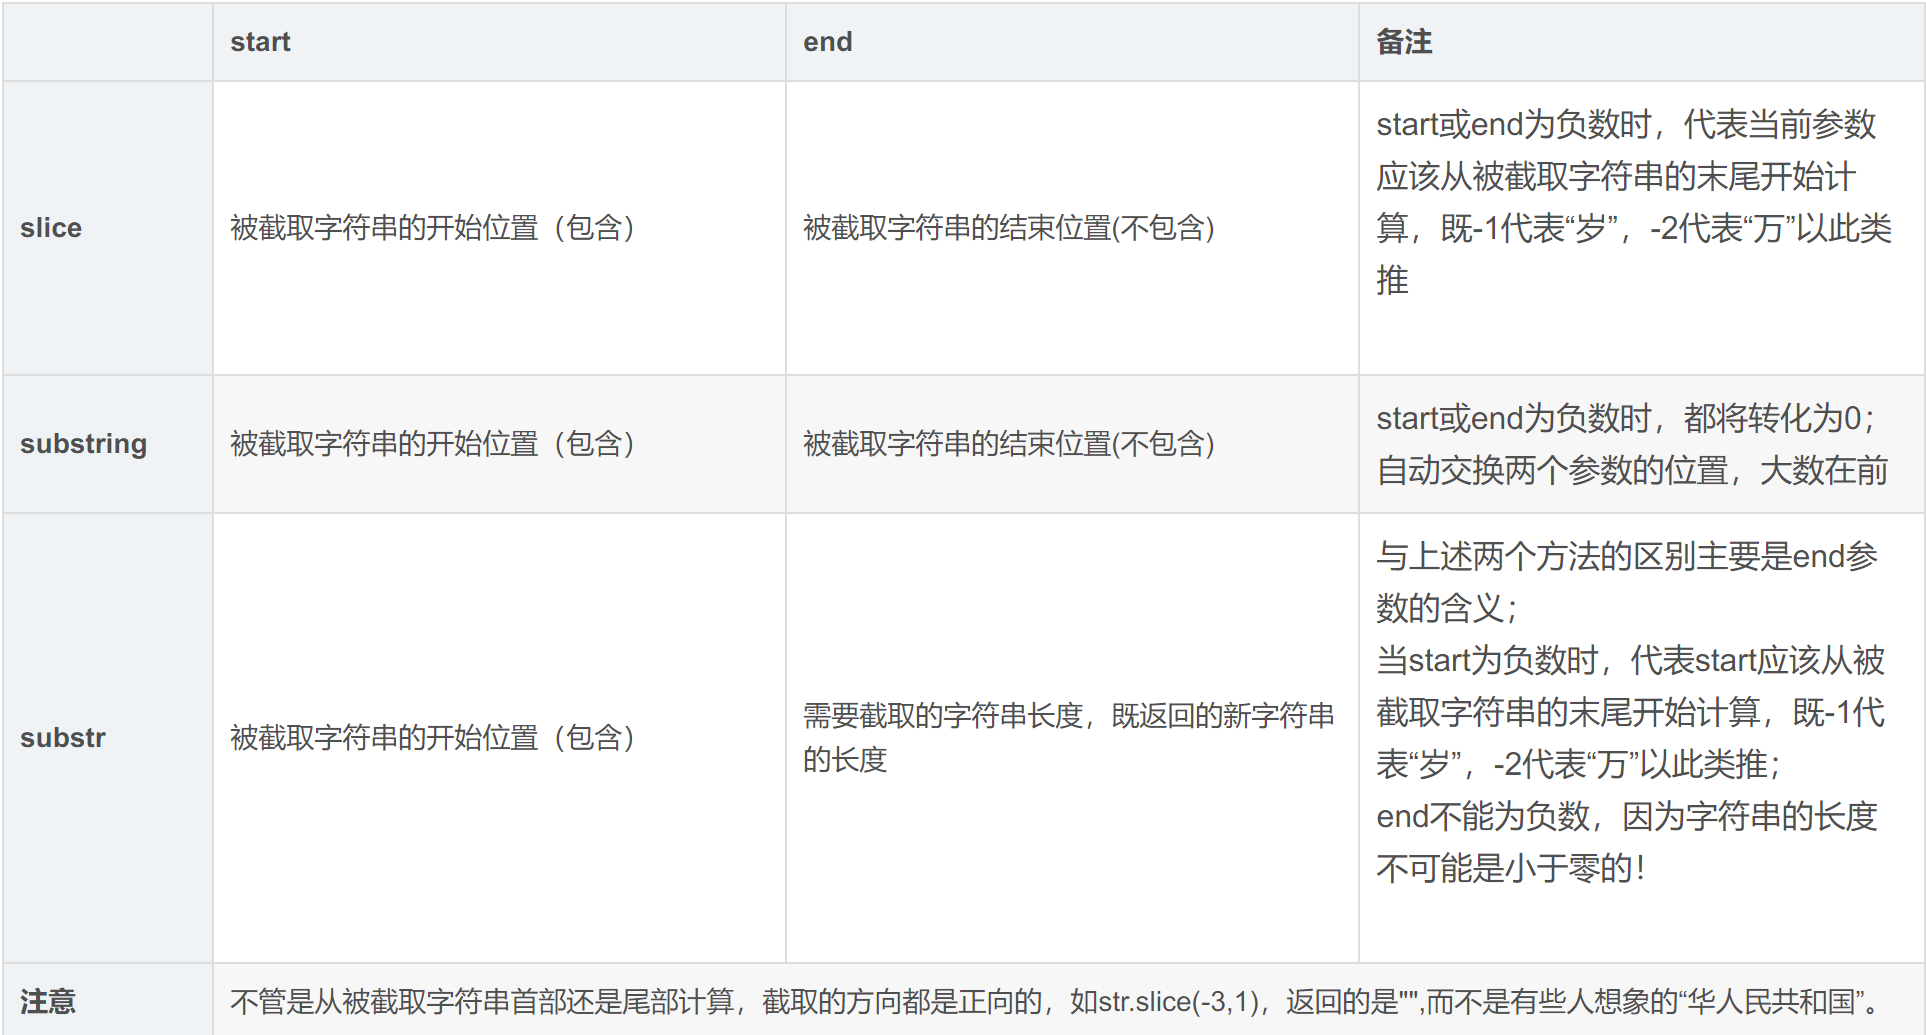 start
end
备注
slice
被截取字符串的开始位置（包含）
被截取字符串的结束位置(不包含)
start或end为负数时，代表当前参数
应该从被截取字符串的末尾开始计
算，既-1代表“岁”，-2代表“万”以此类
推
substring
被截取字符串的开始位置（包含）
被截取字符串的结束位置(不包含)
start或end为负数时，都将转化为0；
自动交换两个参数的位置，大数在前
substr
被截取字符串的开始位置（包含）
需要截取的字符串长度，既返回的新字符串
的长度
与上述两个方法的区别主要是end参
数的含义；
当start为负数时，代表start应该从被
截取字符串的末尾开始计算，既-1代
表“岁”，-2代表“万”以此类推；
end不能为负数，因为字符串的长度
不可能是小于零的！
注意
不管是从被截取字符串首部还是尾部计算，截取的方向都是正向的，如str.slice(-3,1)，返回的是"",而不是有些人想象的“华人民共和国”。